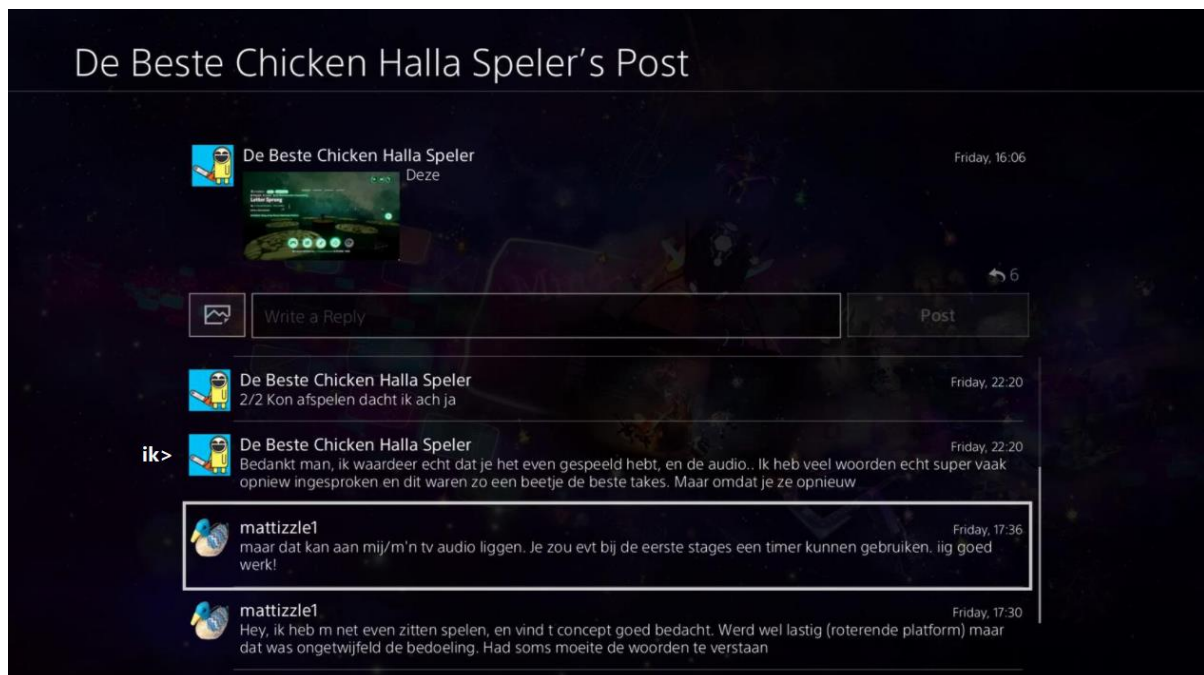 De Beste Chicken Halla Speler's Post
De Beste Chicken Halla Speler
Friday, 16:06
Deze
Letter Sprong
6
Write a Reply
Post
De Beste Chicken Halla Speler
Friday, 22:20
2/2 Kon afspelen dacht ik ach ja
ik>
De Beste Chicken Halla Speler
Friday, 22:20
Bedankt man, ik waardeer echt dat je het even gespeeld hebt, en de audio.. Ik heb veel woorden echt super vaak
opniew ingesproken en dit waren zo een beetje de beste takes. Maar omdat je ze opnieuw
mattizzle1
Friday, 17:36
maar dat kan aan mij/m'n tv audio liggen. Je zou evt bij de eerste stages een timer kunnen gebruiken. iig goed
werk!
mattizzle1
Friday, 17:30
Hey, ik heb m net even zitten spelen, en vind t concept goed bedacht. Werd wel lastig (roterende platform) maar
dat was ongetwijfeld de bedoeling. Had soms moeite de woorden te verstaan